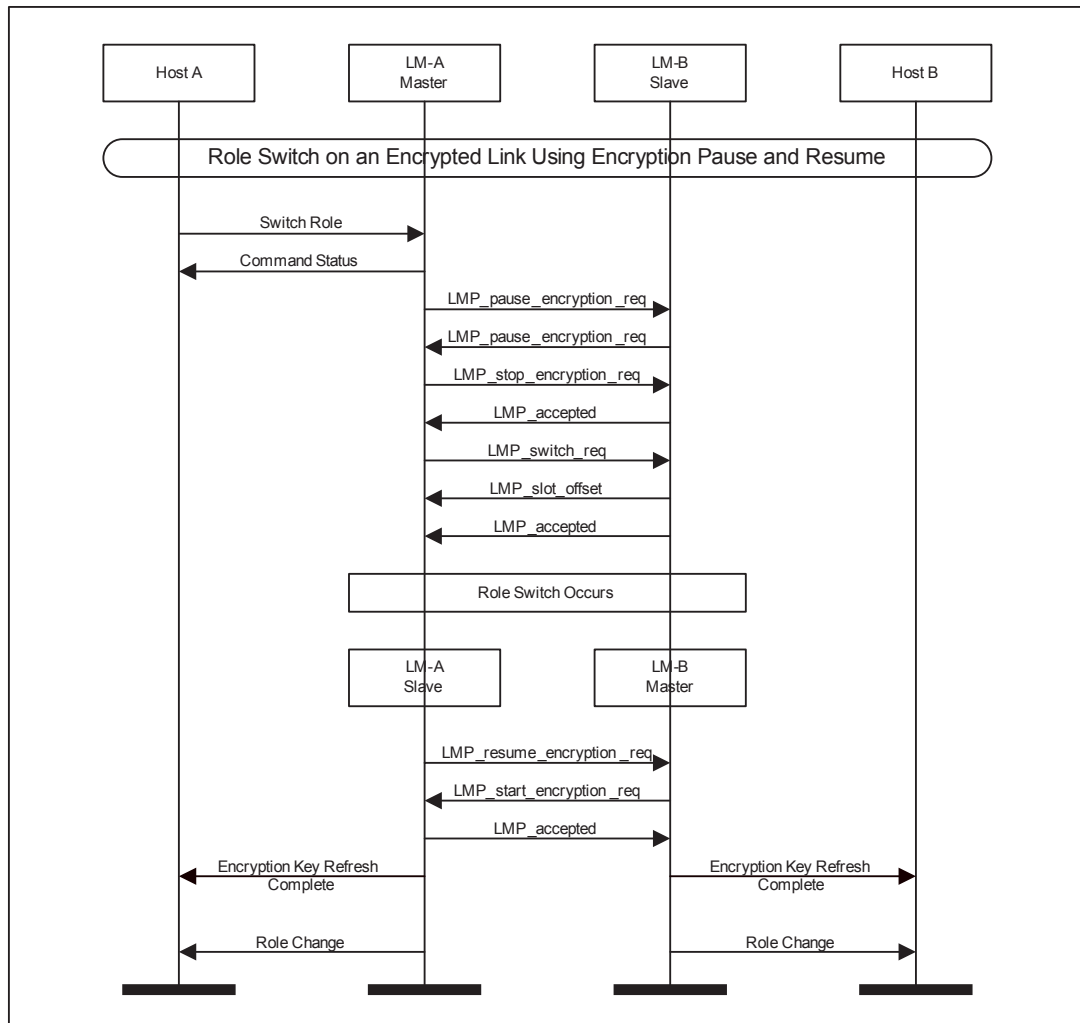 Host A
LM-A
Master
LM-B
Slave
Host B
Role Switch on an Encrypted Link Using Encryption Pause and Resume
Switch Role
Command Status
LMP_pause_encryption_req
LMP_pause_encryption_req
LMP_stop_encryption_req
LMP_accepted
LMP_switch_req
LMP_slot_offset
LMP_accepted
Role Switch Occurs
LM-A
Slave
LM-B
Master
LMP_resume_encryption_req
LMP_start_encryption_req
LMP_accepted
Encryption Key Refresh
Complete
Encryption Key Refresh
Complete
Role Change
Role Change